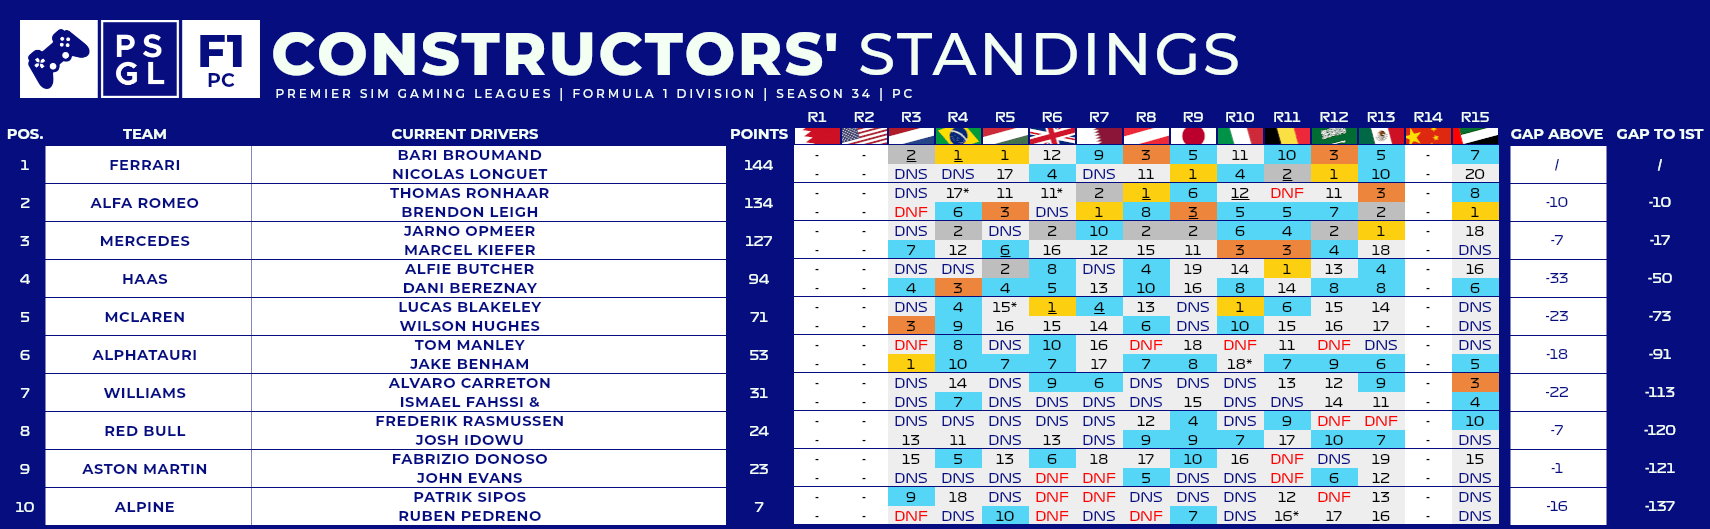 PS GL F1 PC CONSTRUCTORS' STANDINGS
PREMIER SIM GAMING LEAGUES | FORMULA 1 DIVISION | SEASON 34 | PC
POS. TEAM CURRENT DRIVERS POINTS R1 R2 R3 R4 R5 R6 R7 R8 R9 R10 R11 R12 R13 R14 R15 GAP ABOVE GAP TO 1ST
1 FERRARI 144 / /
BARI BROUMAND - - 2 1 1 12 9 3 5 11 10 3 5 - 7
NICOLAS LONGUET - - DNS DNS 17 4 DNS 11 1 4 2 1 10 - 20
2 ALFA ROMEO 134 -10 -10
THOMAS RONHAAR - - DNS 17* 11 11* 2 1 6 12 DNF 11 3 - 8
BRENDON LEIGH - - DNF 6 3 DNS 1 8 3 5 5 7 2 - 1
3 MERCEDES 127 -7 -17
JARNO OPMEER - - DNS 2 DNS 2 10 2 2 6 4 2 1 - 18
MARCEL KIEFER - - 7 12 6 16 12 15 11 3 3 4 18 - DNS
4 HAAS 94 -33 -50
ALFIE BUTCHER - - DNS DNS 2 8 DNS 4 19 14 1 13 4 - 16
DANI BEREZNAY - - 4 3 4 5 13 10 16 8 14 8 8 - 6
5 MCLAREN 71 -23 -73
LUCAS BLAKELEY - - DNS 4 15* 1 4 13 DNS 1 6 15 14 - DNS
WILSON HUGHES - - 3 9 16 15 14 6 DNS 10 15 16 17 - DNS
6 ALPHATAURI 53 -18 -91
TOM MANLEY - - DNF 8 DNS 10 16 DNF 18 DNF 11 DNF DNS - DNS
JAKE BENHAM - - 1 10 7 7 17 7 8 18* 7 9 6 - 5
7 WILLIAMS 31 -22 -113
ALVARO CARRETON - - DNS 14 DNS 9 6 DNS DNS DNS 13 12 9 - 3
ISMAEL FAHSSI & - - DNS 7 DNS DNS DNS DNS 15 DNS DNS 14 11 - 4
8 RED BULL 24 -7 -120
FREDERIK RASMUSSEN - - DNS DNS DNS DNS DNS 12 4 DNS 9 DNF DNF - 10
JOSH IDOWU - - 13 11 DNS 13 DNS 9 9 7 17 10 7 - DNS
9 ASTON MARTIN 23 -1 -121
FABRIZIO DONOSO - - 15 5 13 6 18 17 10 16 DNF DNS 19 - 15
JOHN EVANS - - DNS DNS DNS DNF DNF 5 DNS DNS DNF 6 12 - DNS
10 ALPINE 7 -16 -137
PATRIK SIPOS - - 9 18 DNS DNF DNF DNS DNS DNS 12 DNF 13 - DNS
RUBEN PEDRENO - - DNF DNS 10 DNF DNS DNF 7 DNS 16* 17 16 - DNS